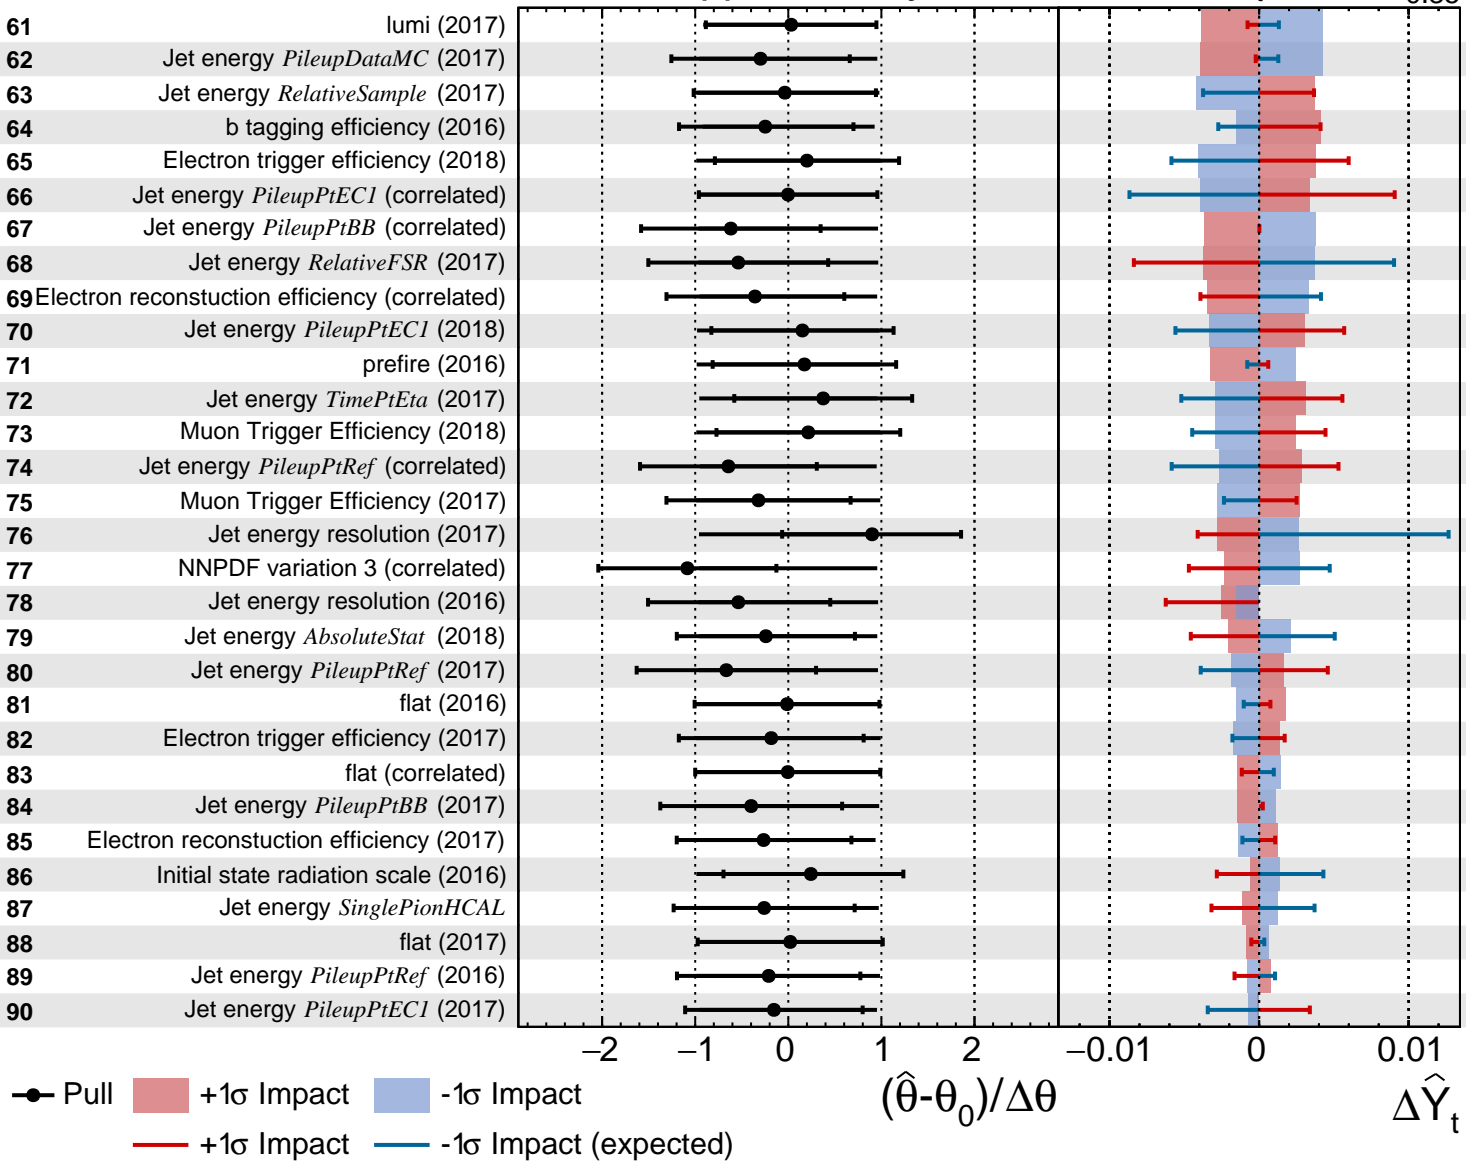 61 lumi (2017)
62 Jet energy PileupDataMC (2017)
63 Jet energy RelativeSample (2017)
64 b tagging efficiency (2016)
65 Electron trigger efficiency (2018)
66 Jet energy PileupPtEC1 (correlated)
67 Jet energy PileupPtBB (correlated)
68 Jet energy RelativeFSR (2017)
69 Electron reconstuction efficiency (correlated)
70 Jet energy PileupPtEC1 (2018)
71 prefire (2016)
72 Jet energy TimePtEta (2017)
73 Muon Trigger Efficiency (2018)
74 Jet energy PileupPtRef (correlated)
75 Muon Trigger Efficiency (2017)
76 Jet energy resolution (2017)
77 NNPDF variation 3 (correlated)
78 Jet energy resolution (2016)
79 Jet energy AbsoluteStat (2018)
80 Jet energy PileupPtRef (2017)
81 flat (2016)
82 Electron trigger efficiency (2017)
83 flat (correlated)
84 Jet energy PileupPtBB (2017)
85 Electron reconstuction efficiency (2017)
86 Initial state radiation scale (2016)
87 Jet energy SinglePionHCAL
88 flat (2017)
89 Jet energy PileupPtRef (2016)
90 Jet energy PileupPtEC1 (2017)
−2 −1 0 1 2 −0.01 0 0.01
Pull +1σ Impact -1σ Impact (θ̂-θ₀)/Δθ ΔŶₜ
+1σ Impact -1σ Impact (expected)